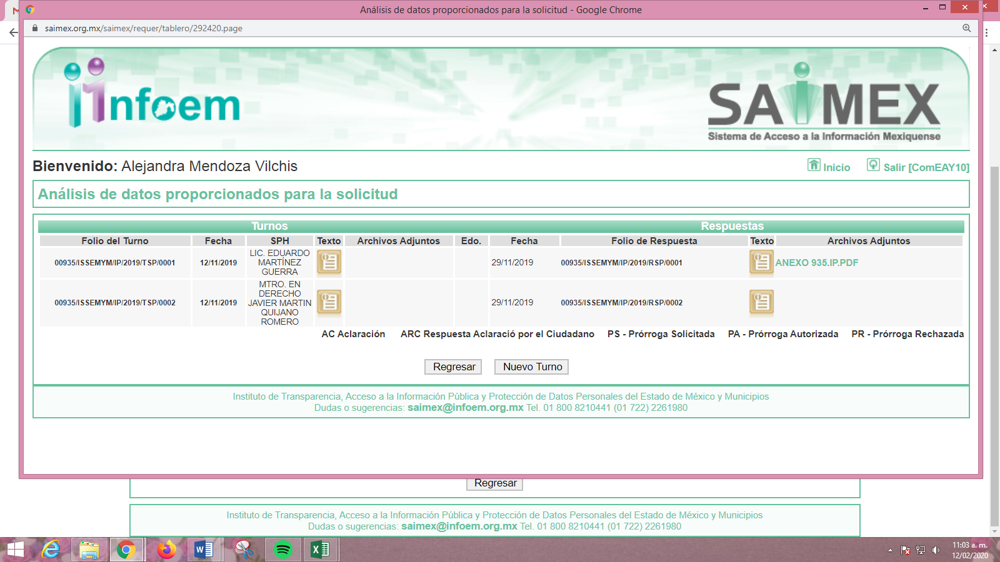 Análisis de datos proporcionados para la solicitud - Google Chrome
saimex.org.mx/saimex/requer/tablero/292420.page
infoem
SAIMEX
Sistema de Acceso a la Información Mexiquense
Bienvenido: Alejandra Mendoza Vilchis
Inicio Salir [ComEAY10]
Análisis de datos proporcionados para la solicitud
Turnos Respuestas
Folio del Turno Fecha SPH Texto Archivos Adjuntos Edo. Fecha Folio de Respuesta Texto Archivos Adjuntos
00935/ISSEMYM/IP/2019/TSP/0001 12/11/2019 LIC. EDUARDO MARTÍNEZ GUERRA 29/11/2019 00935/ISSEMYM/IP/2019/RSP/0001 ANEXO 935.IP.PDF
00935/ISSEMYM/IP/2019/TSP/0002 12/11/2019 MTRO. EN DERECHO JAVIER MARTIN QUIJANO ROMERO 29/11/2019 00935/ISSEMYM/IP/2019/RSP/0002
AC Aclaración ARC Respuesta Aclaració por el Ciudadano PS - Prórroga Solicitada PA - Prórroga Autorizada PR - Prórroga Rechazada
Regresar Nuevo Turno
Instituto de Transparencia, Acceso a la Información Pública y Protección de Datos Personales del Estado de México y Municipios
Dudas o sugerencias: saimex@infoem.org.mx Tel. 01 800 8210441 (01 722) 2261980
Regresar
Instituto de Transparencia, Acceso a la Información Pública y Protección de Datos Personales del Estado de México y Municipios
Dudas o sugerencias: saimex@infoem.org.mx Tel. 01 800 8210441 (01 722) 2261980
11:03 a. m.
12/02/2020